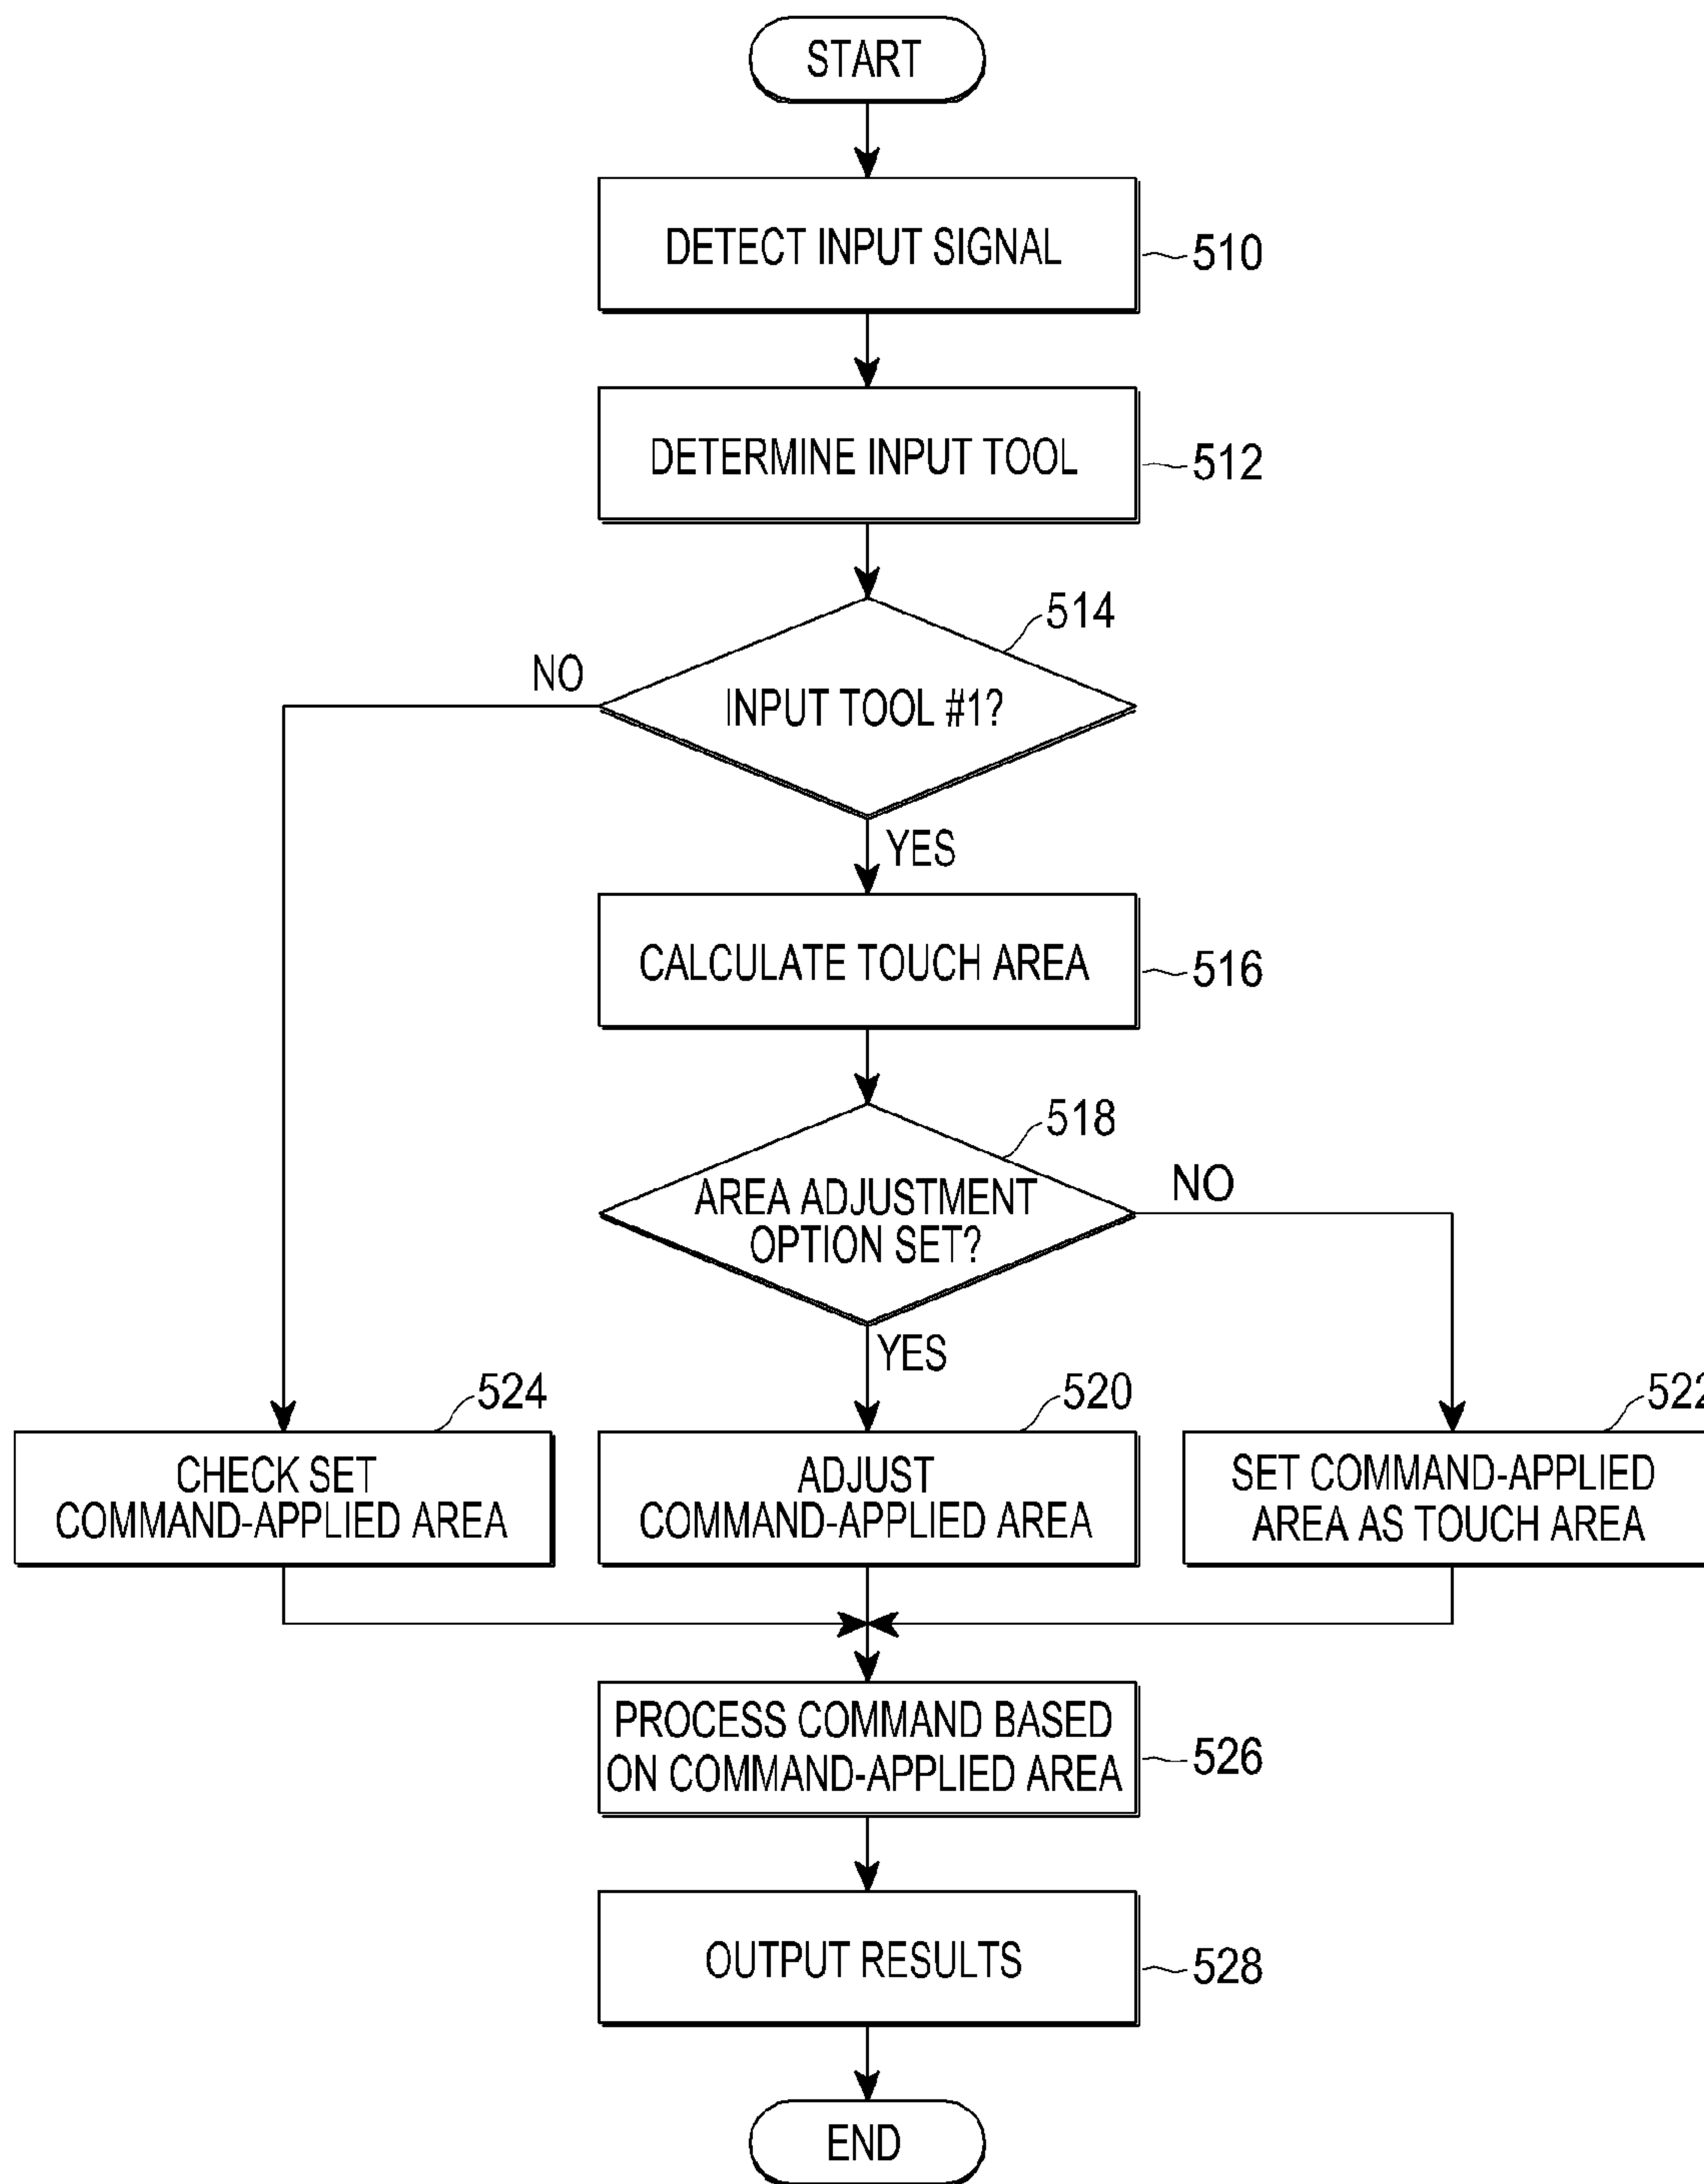 START
DETECT INPUT SIGNAL
510
DETERMINE INPUT TOOL
512
514
NO
INPUT TOOL #1?
YES
CALCULATE TOUCH AREA
516
518
AREA ADJUSTMENT
OPTION SET?
NO
YES
524
CHECK SET
COMMAND-APPLIED AREA
520
ADJUST
COMMAND-APPLIED AREA
522
SET COMMAND-APPLIED
AREA AS TOUCH AREA
PROCESS COMMAND BASED
ON COMMAND-APPLIED AREA
526
OUTPUT RESULTS
528
END